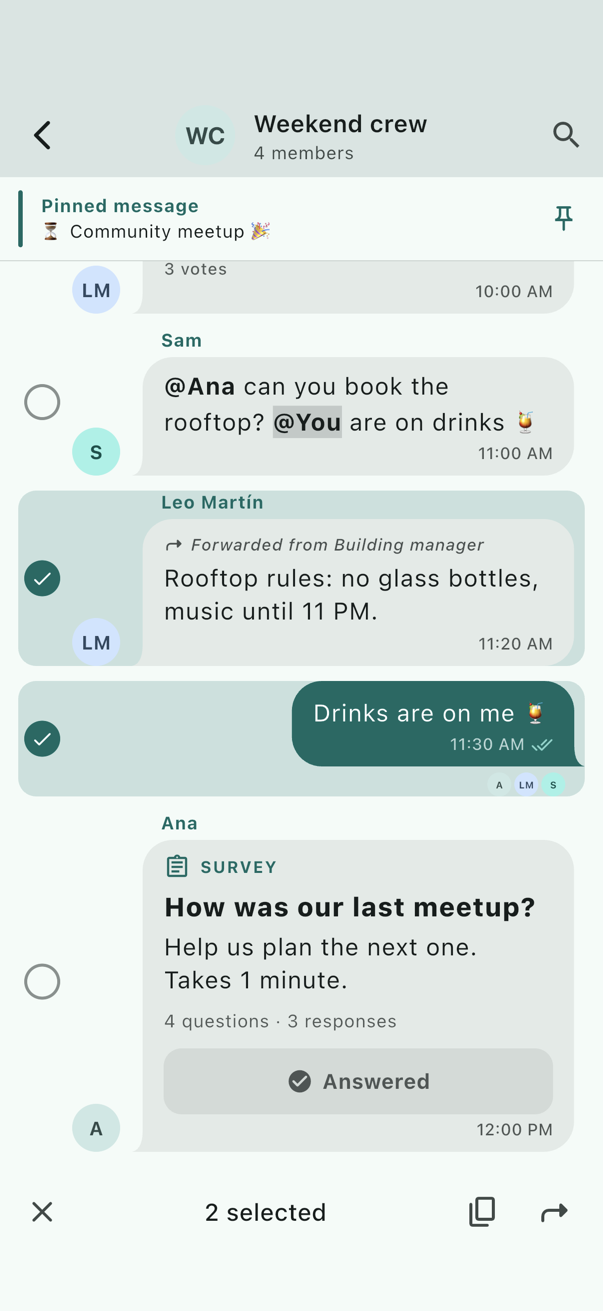 WC
Weekend crew
4 members
Pinned message
⏳ Community meetup 🎉
3 votes
LM
10:00 AM
Sam
@Ana can you book the
rooftop? @You are on drinks 🍹
S
11:00 AM
Leo Martín
Forwarded from Building manager
Rooftop rules: no glass bottles,
music until 11 PM.
LM
11:20 AM
Drinks are on me 🍹
11:30 AM
A LM S
Ana
SURVEY
How was our last meetup?
Help us plan the next one.
Takes 1 minute.
4 questions · 3 responses
Answered
A
12:00 PM
2 selected